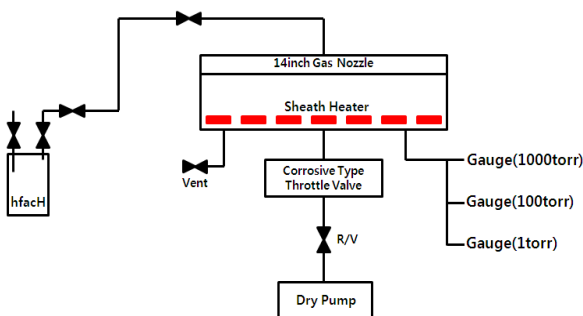 14inch Gas Nozzle
Sheath Heater
hfacH
Vent
Corrosive Type
Throttle Valve
R/V
Dry Pump
Gauge(1000torr)
Gauge(100torr)
Gauge(1torr)